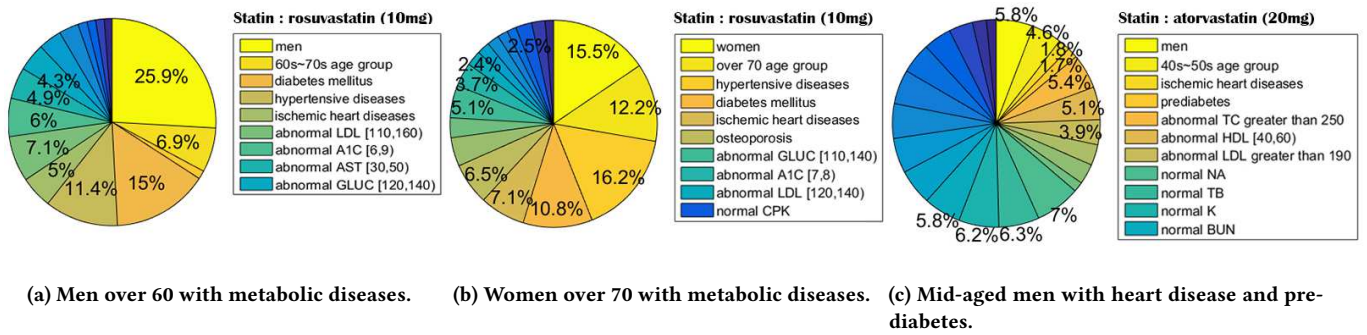 Statin : rosuvastatin (10mg)
25.9%
6.9%
15%
11.4%
5%
7.1%
6%
4.9%
4.3%
men
60s~70s age group
diabetes mellitus
hypertensive diseases
ischemic heart diseases
abnormal LDL [110,160)
abnormal A1C [6,9)
abnormal AST [30,50)
abnormal GLUC [120,140)
(a) Men over 60 with metabolic diseases.
Statin : rosuvastatin (10mg)
15.5%
12.2%
16.2%
10.8%
7.1%
6.5%
5.1%
3.7%
2.4%
2.5%
women
over 70 age group
hypertensive diseases
diabetes mellitus
ischemic heart diseases
osteoporosis
abnormal GLUC [110,140)
abnormal A1C [7,8)
abnormal LDL [120,140)
normal CPK
(b) Women over 70 with metabolic diseases.
Statin : atorvastatin (20mg)
5.8%
4.6%
1.8%
1.7%
5.4%
5.1%
3.9%
7%
6.3%
6.2%
5.8%
men
40s~50s age group
ischemic heart diseases
prediabetes
abnormal TC greater than 250
abnormal HDL [40,60)
abnormal LDL greater than 190
normal NA
normal TB
normal K
normal BUN
(c) Mid-aged men with heart disease and pre-
diabetes.